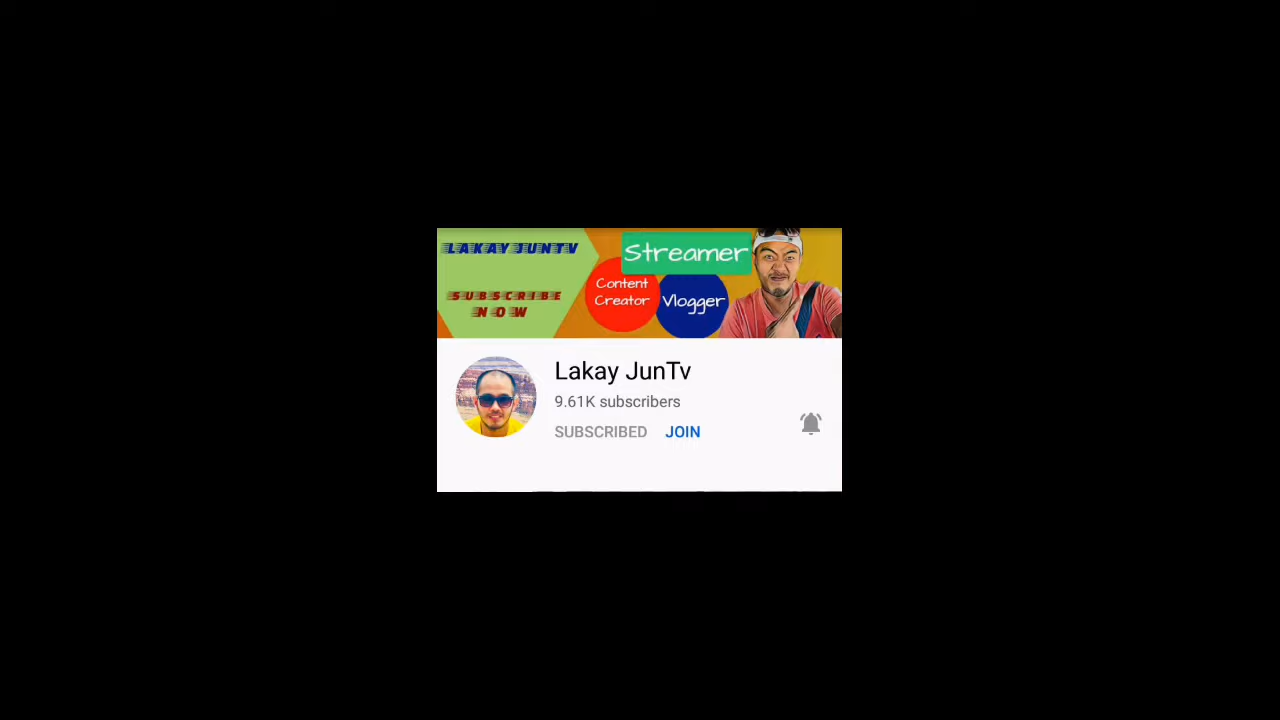 LAKAY JUNTV
SUBSCRIBE
NOW
Streamer
Content
Creator
Vlogger
Lakay JunTv
9.61K subscribers
SUBSCRIBED JOIN